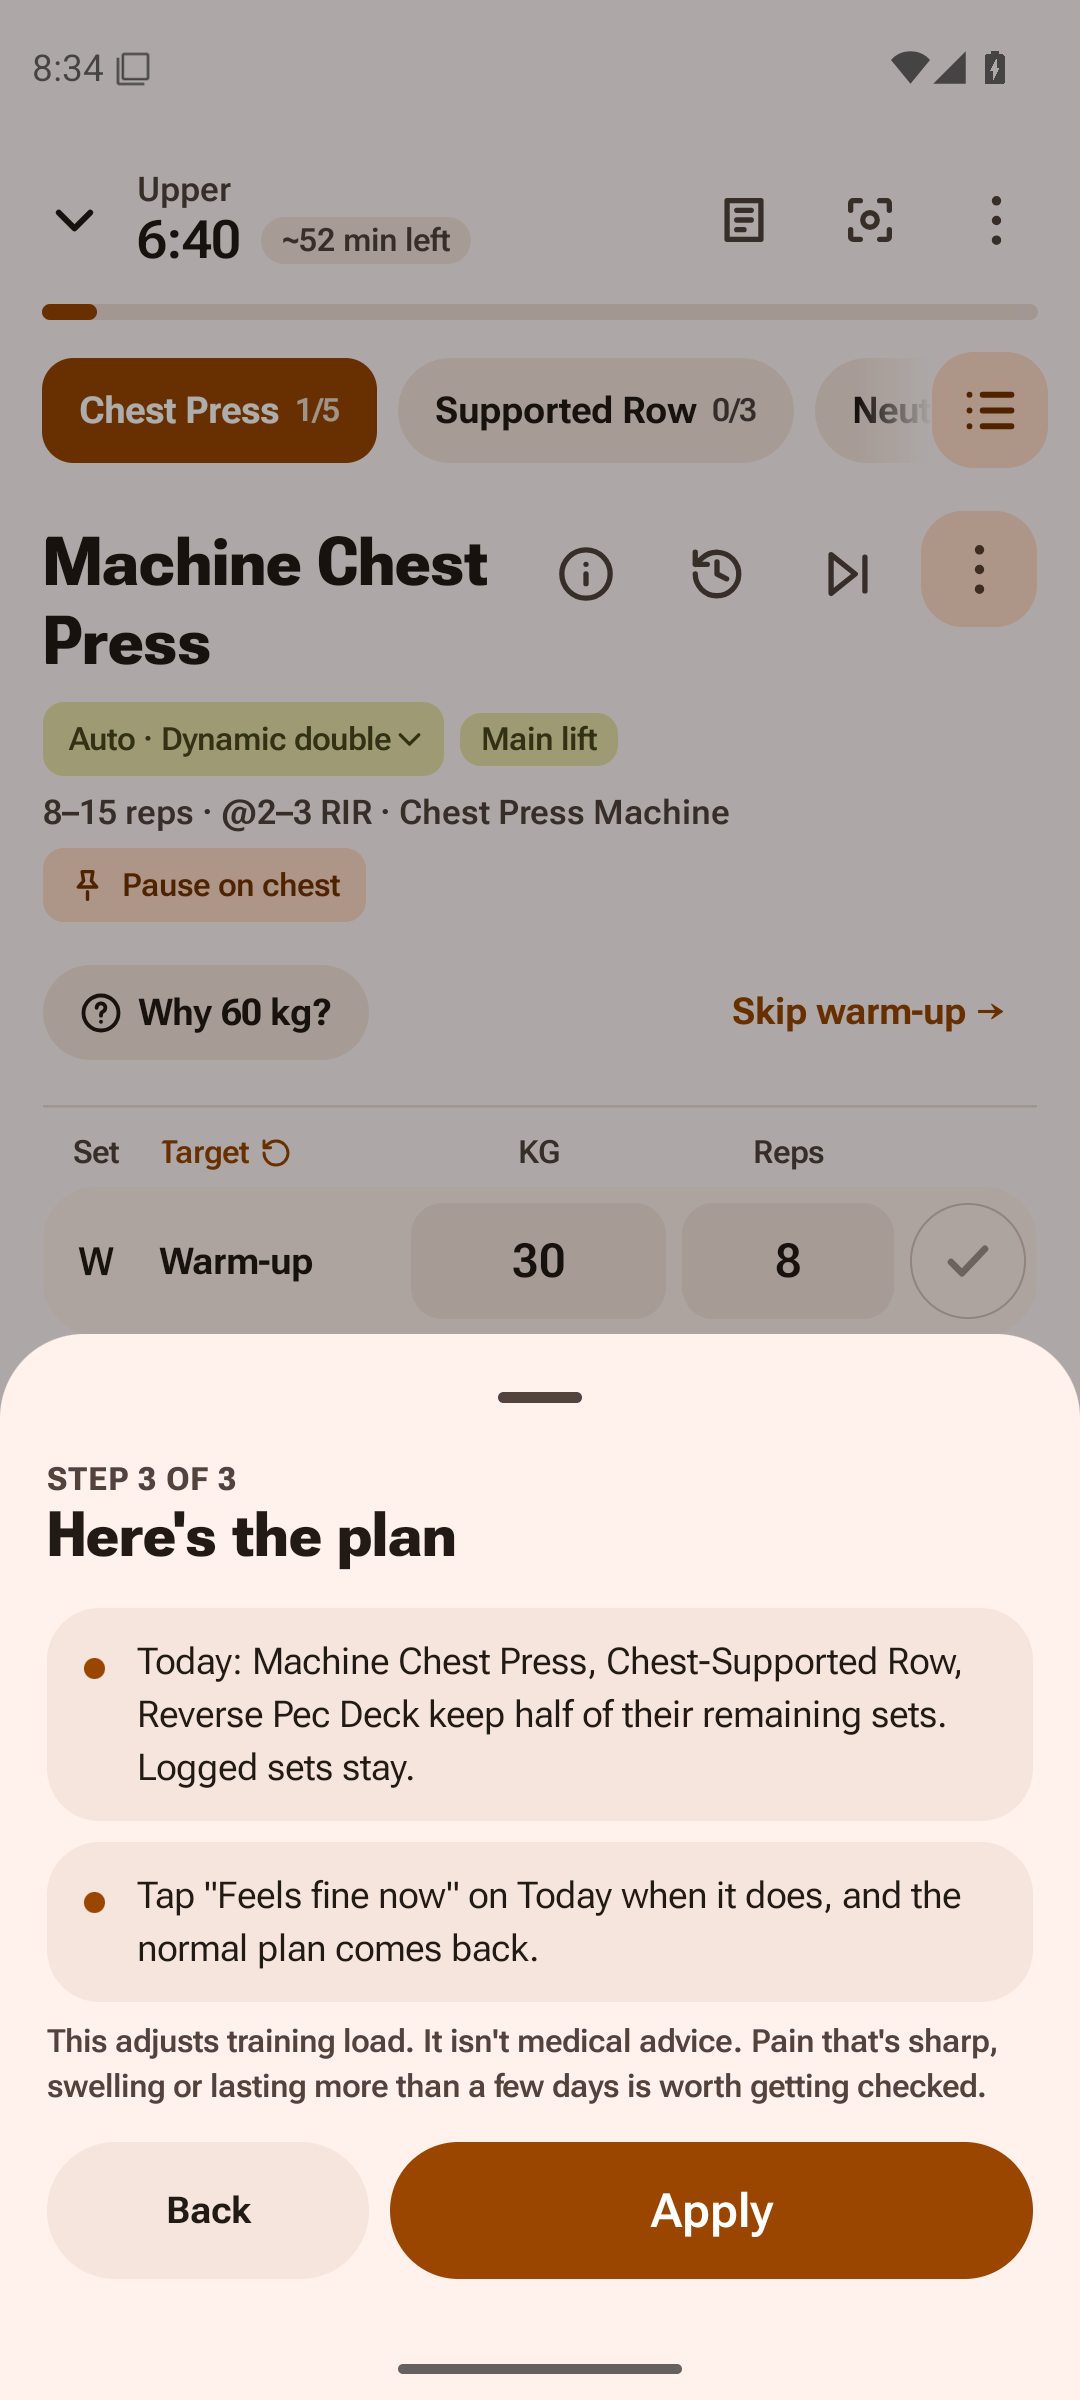 8:34
Upper
6:40 ~52 min left
Chest Press 1/5 Supported Row 0/3 Neut
Machine Chest
Press
Auto · Dynamic double Main lift
8–15 reps · @2–3 RIR · Chest Press Machine
Pause on chest
Why 60 kg? Skip warm-up →
Set Target KG Reps
W Warm-up 30 8
STEP 3 OF 3
Here's the plan
Today: Machine Chest Press, Chest-Supported Row,
Reverse Pec Deck keep half of their remaining sets.
Logged sets stay.
Tap "Feels fine now" on Today when it does, and the
normal plan comes back.
This adjusts training load. It isn't medical advice. Pain that's sharp,
swelling or lasting more than a few days is worth getting checked.
Back Apply